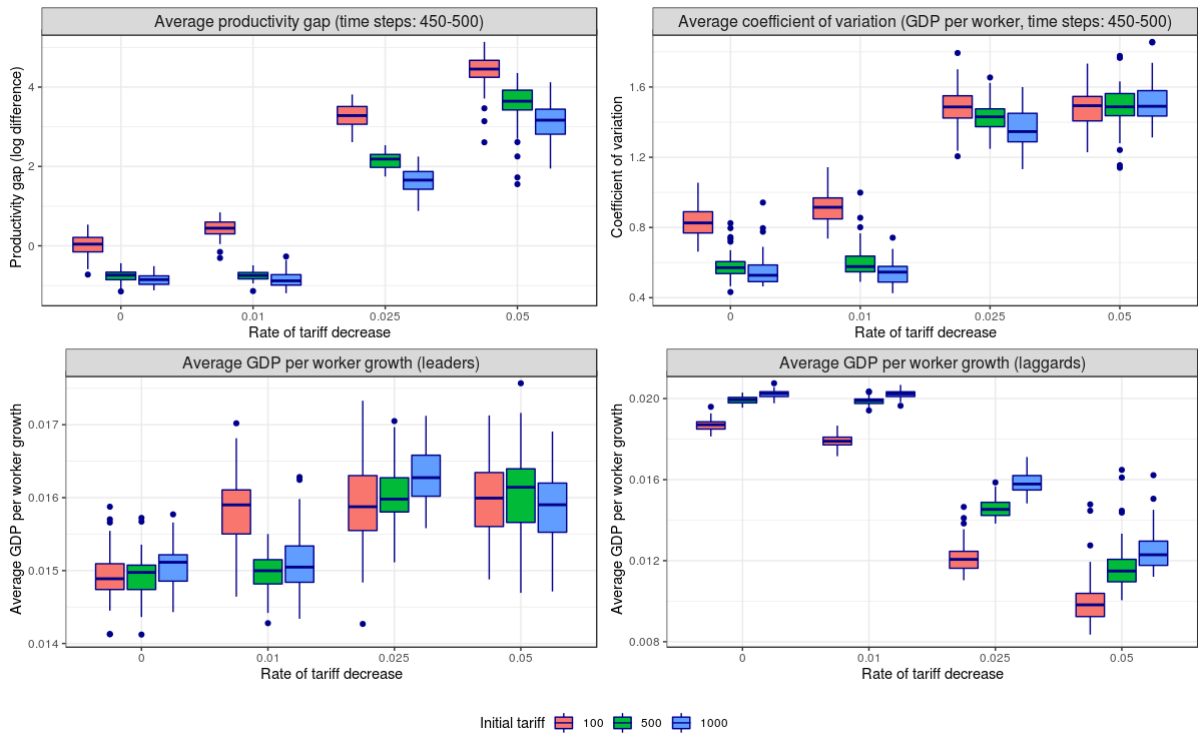 Average productivity gap (time steps: 450-500)
Productivity gap (log difference)
4
2
0
0 0.01 0.025 0.05
Rate of tariff decrease
Average coefficient of variation (GDP per worker, time steps: 450-500)
Coefficient of variation
1.6
1.2
0.8
0.4
0 0.01 0.025 0.05
Rate of tariff decrease
Average GDP per worker growth (leaders)
Average GDP per worker growth
0.017
0.016
0.015
0.014
0 0.01 0.025 0.05
Rate of tariff decrease
Average GDP per worker growth (laggards)
Average GDP per worker growth
0.020
0.016
0.012
0.008
0 0.01 0.025 0.05
Rate of tariff decrease
Initial tariff 100 500 1000